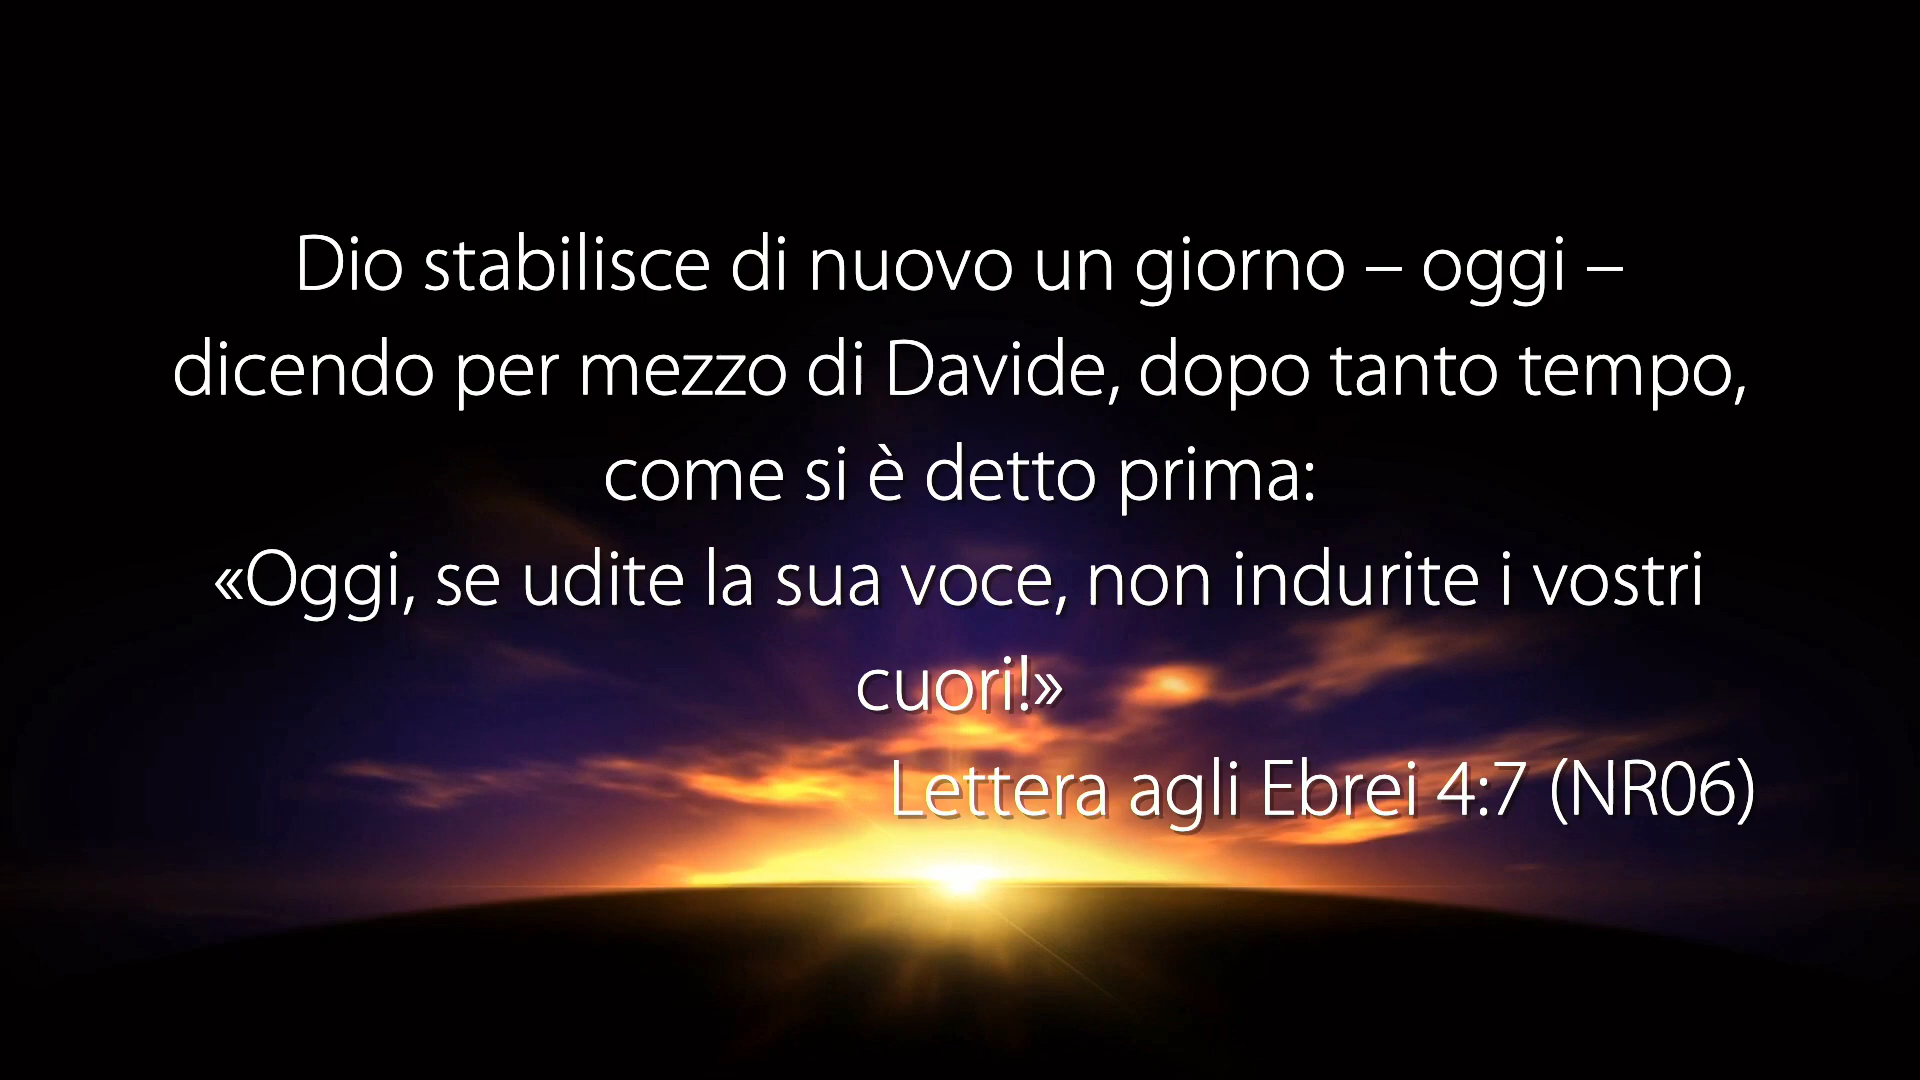 Dio stabilisce di nuovo un giorno – oggi –
dicendo per mezzo di Davide, dopo tanto tempo,
come si è detto prima:
«Oggi, se udite la sua voce, non indurite i vostri
cuori!»
Lettera agli Ebrei 4:7 (NR06)